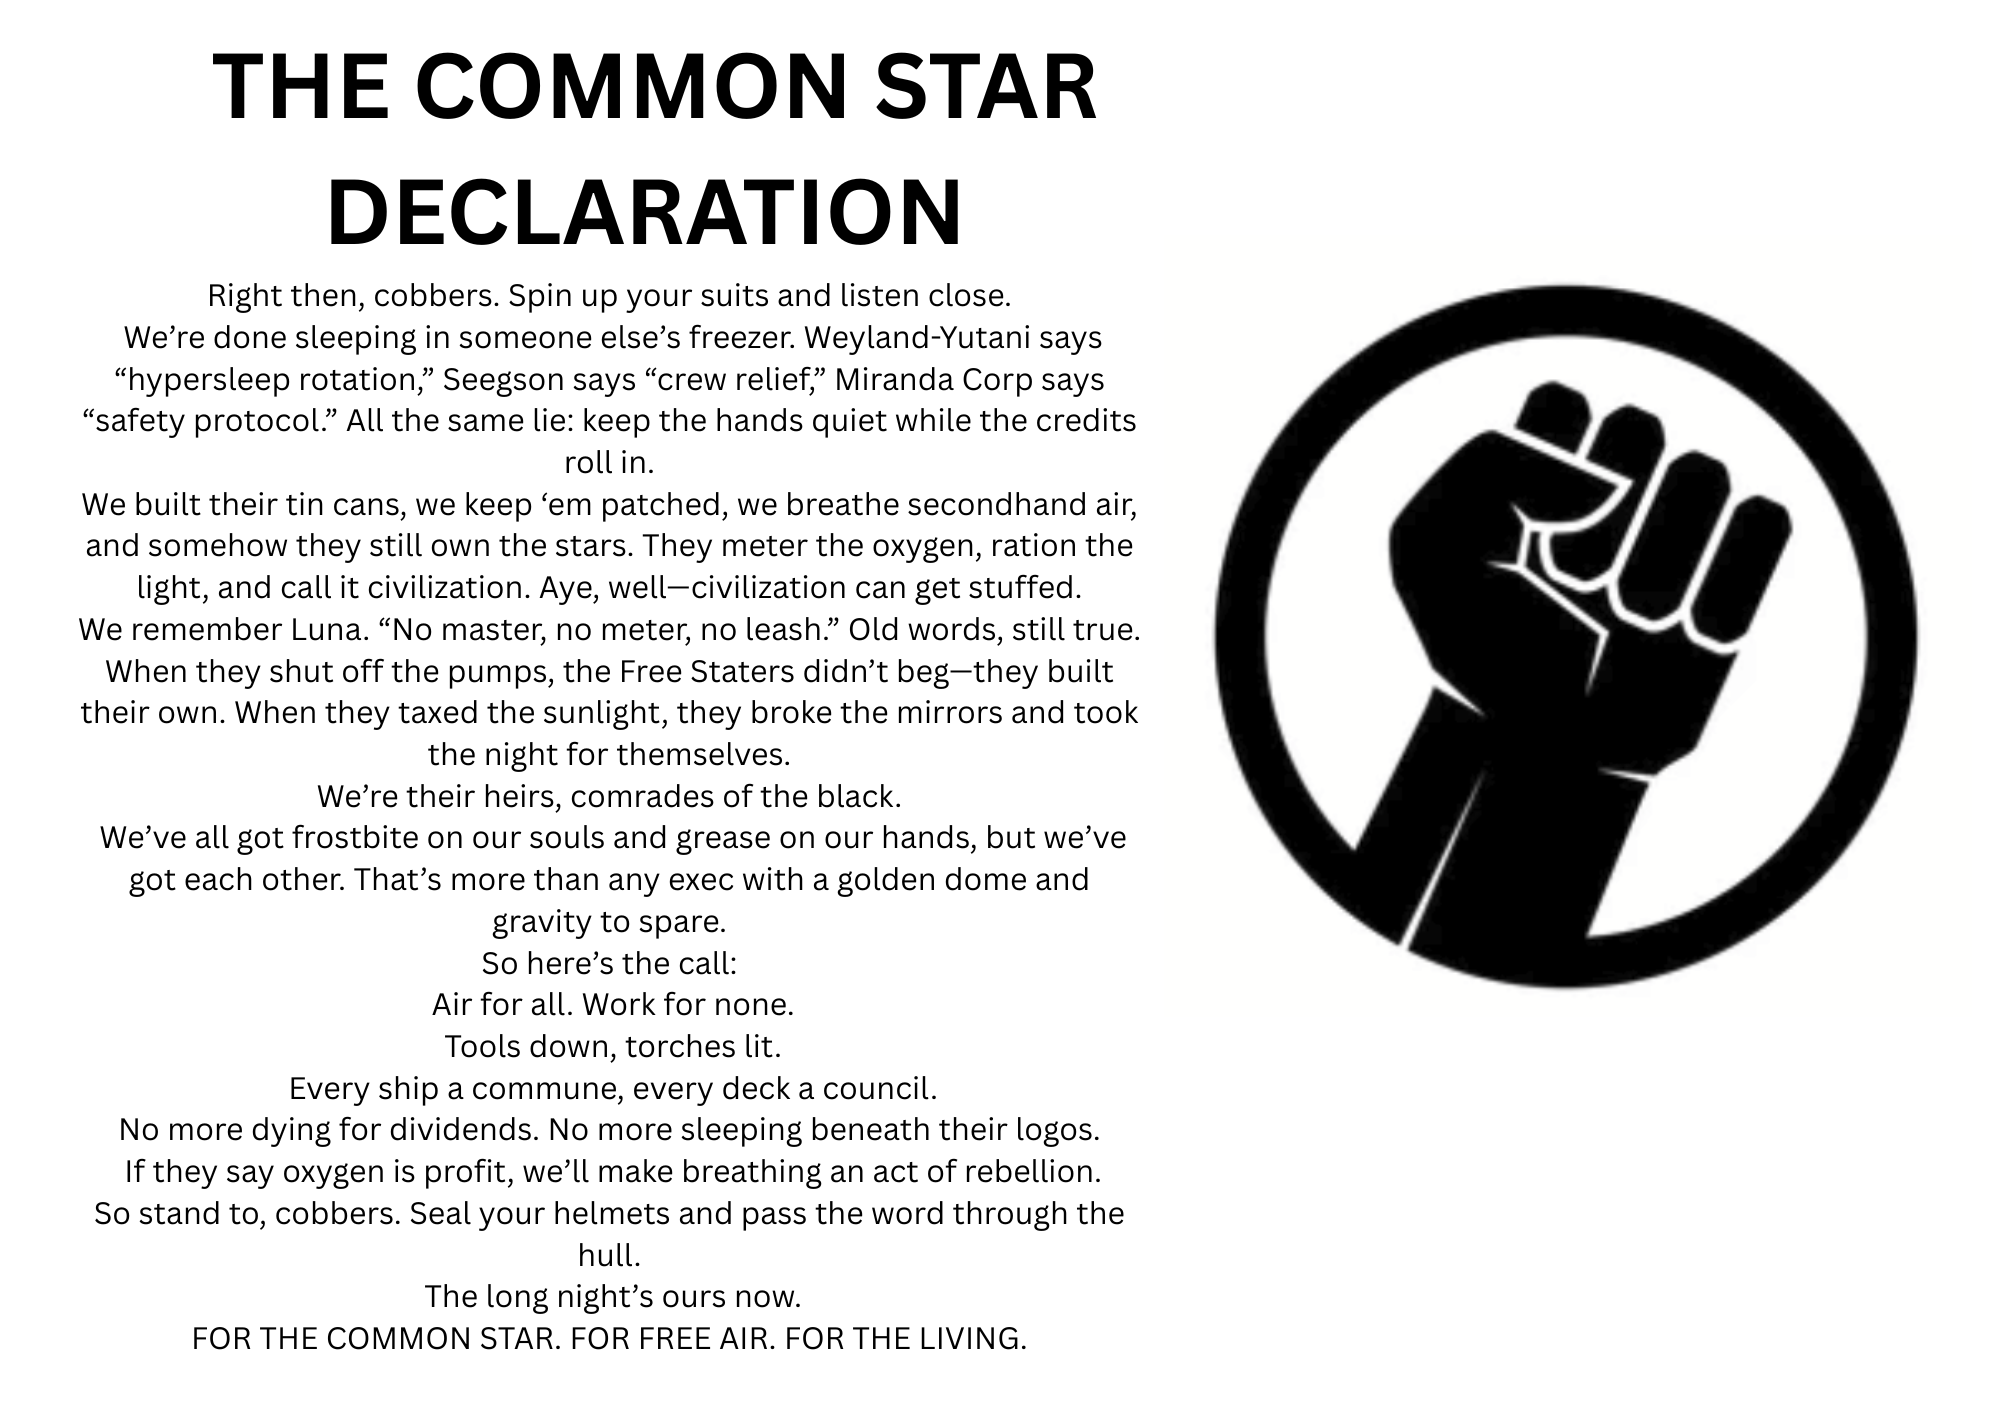 THE COMMON STAR
DECLARATION
Right then, cobbers. Spin up your suits and listen close.
We’re done sleeping in someone else’s freezer. Weyland-Yutani says
“hypersleep rotation,” Seegson says “crew relief,” Miranda Corp says
“safety protocol.” All the same lie: keep the hands quiet while the credits
roll in.
We built their tin cans, we keep ‘em patched, we breathe secondhand air,
and somehow they still own the stars. They meter the oxygen, ration the
light, and call it civilization. Aye, well—civilization can get stuffed.
We remember Luna. “No master, no meter, no leash.” Old words, still true.
When they shut off the pumps, the Free Staters didn’t beg—they built
their own. When they taxed the sunlight, they broke the mirrors and took
the night for themselves.
We’re their heirs, comrades of the black.
We’ve all got frostbite on our souls and grease on our hands, but we’ve
got each other. That’s more than any exec with a golden dome and
gravity to spare.
So here’s the call:
Air for all. Work for none.
Tools down, torches lit.
Every ship a commune, every deck a council.
No more dying for dividends. No more sleeping beneath their logos.
If they say oxygen is profit, we’ll make breathing an act of rebellion.
So stand to, cobbers. Seal your helmets and pass the word through the
hull.
The long night’s ours now.
FOR THE COMMON STAR. FOR FREE AIR. FOR THE LIVING.